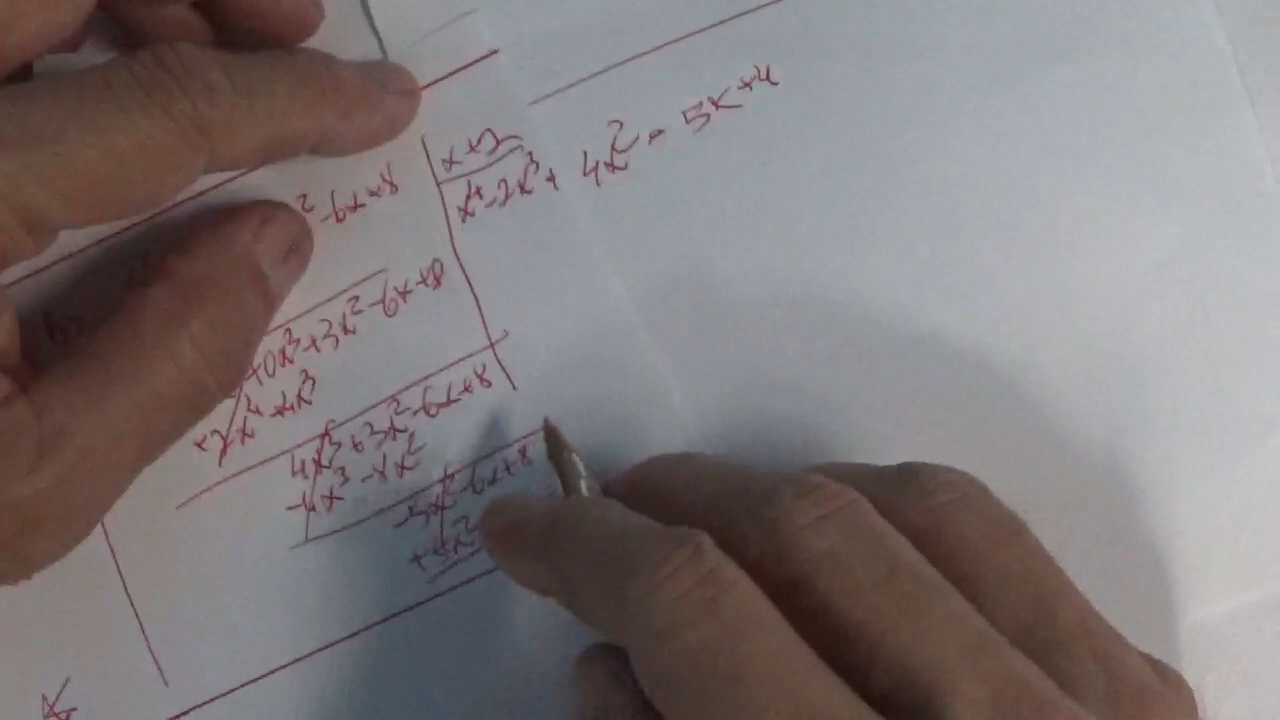 x+2
x⁴-2x³+ 4x²- 5x+4
²-6x+8
+0x³+3x²-6x+8
+2x⁴+4x³
4x³+3x²-6x+8
-4x³-8x²
-5x²-6x+8
+5x²